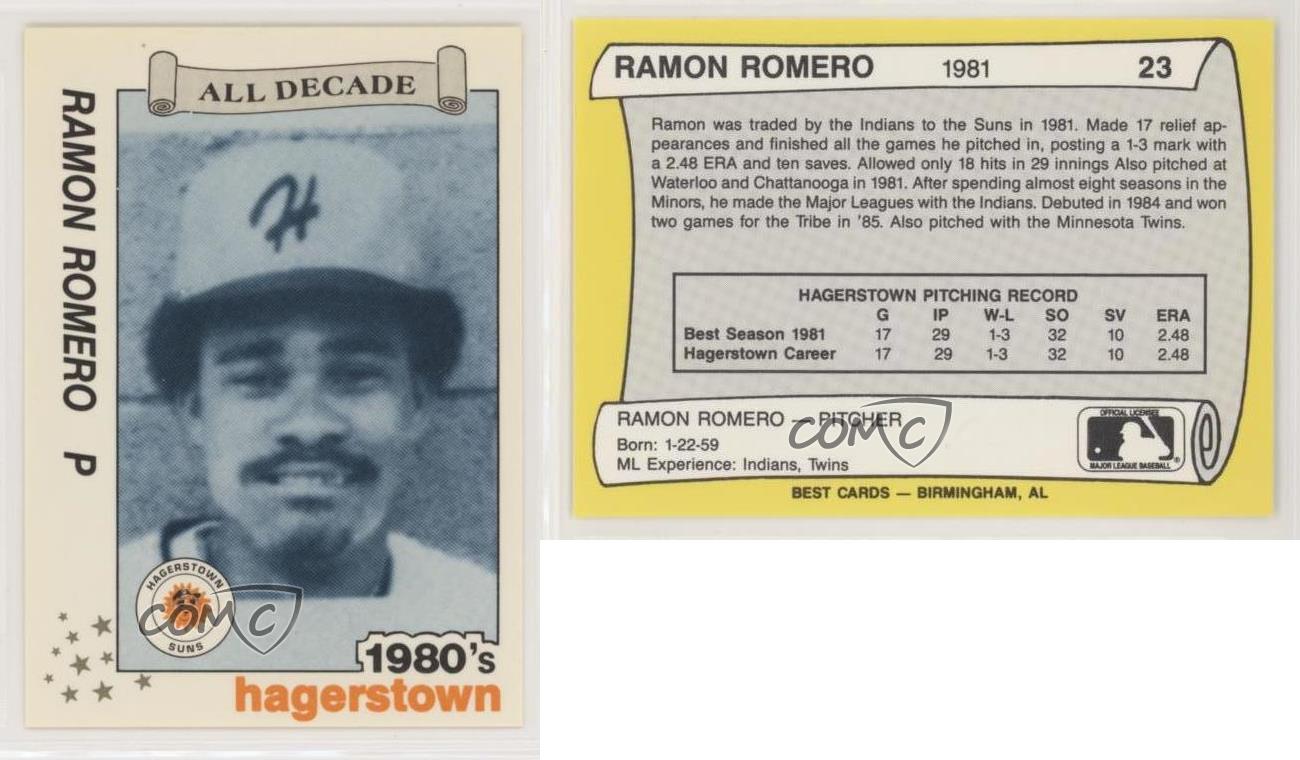 ALL DECADE
RAMON ROMERO P
H
HAGERSTOWN
SUNS
COMC
1980's
hagerstown
RAMON ROMERO 1981 23
Ramon was traded by the Indians to the Suns in 1981. Made 17 relief ap-
pearances and finished all the games he pitched in, posting a 1-3 mark with
a 2.48 ERA and ten saves. Allowed only 18 hits in 29 innings Also pitched at
Waterloo and Chattanooga in 1981. After spending almost eight seasons in the
Minors, he made the Major Leagues with the Indians. Debuted in 1984 and won
two games for the Tribe in '85. Also pitched with the Minnesota Twins.
HAGERSTOWN PITCHING RECORD
G IP W-L SO SV ERA
Best Season 1981 17 29 1-3 32 10 2.48
Hagerstown Career 17 29 1-3 32 10 2.48
RAMON ROMERO — PITCHER
COMC
Born: 1-22-59
ML Experience: Indians, Twins
OFFICIAL LICENSEE
MAJOR LEAGUE BASEBALL
BEST CARDS — BIRMINGHAM, AL